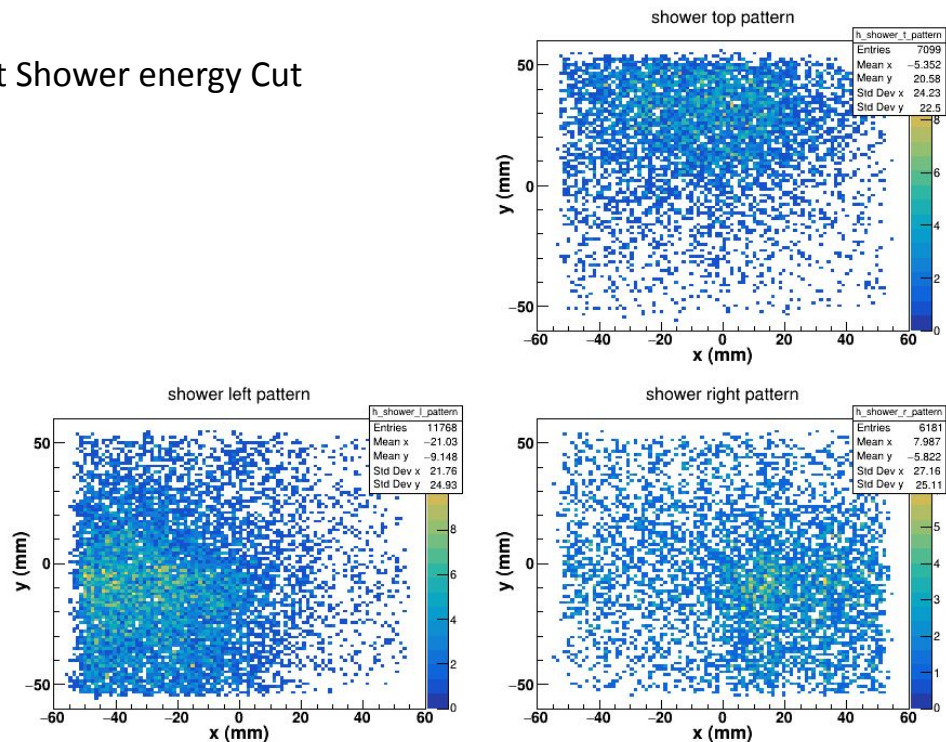 t Shower energy Cut
shower top pattern
h_shower_t_pattern
Entries 7099
Mean x −5.352
Mean y 20.58
Std Dev x 24.23
Std Dev y 22.5
50
0
−50
y (mm)
−60 −40 −20 0 20 40 60
x (mm)
8
6
4
2
0
shower left pattern
h_shower_l_pattern
Entries 11768
Mean x −21.03
Mean y −9.148
Std Dev x 21.76
Std Dev y 24.93
50
0
−50
y (mm)
−60 −40 −20 0 20 40 60
x (mm)
8
6
4
2
0
shower right pattern
h_shower_r_pattern
Entries 6181
Mean x 7.987
Mean y −5.822
Std Dev x 27.16
Std Dev y 25.11
50
0
−50
y (mm)
−60 −40 −20 0 20 40 60
x (mm)
5
4
3
2
1
0